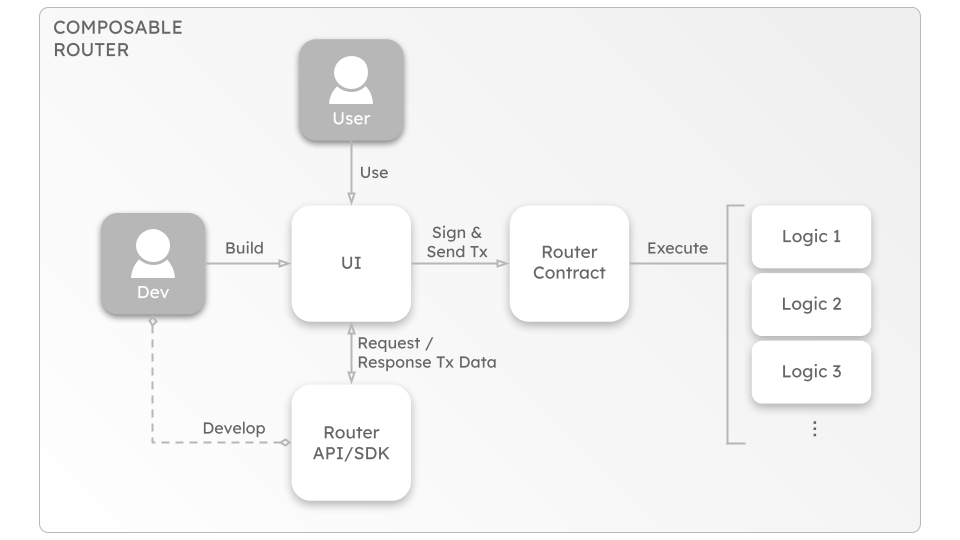 COMPOSABLE
ROUTER
User
Use
Dev
Build
UI
Sign &
Send Tx
Router
Contract
Execute
Logic 1
Logic 2
Logic 3
Request /
Response Tx Data
Develop
Router
API/SDK